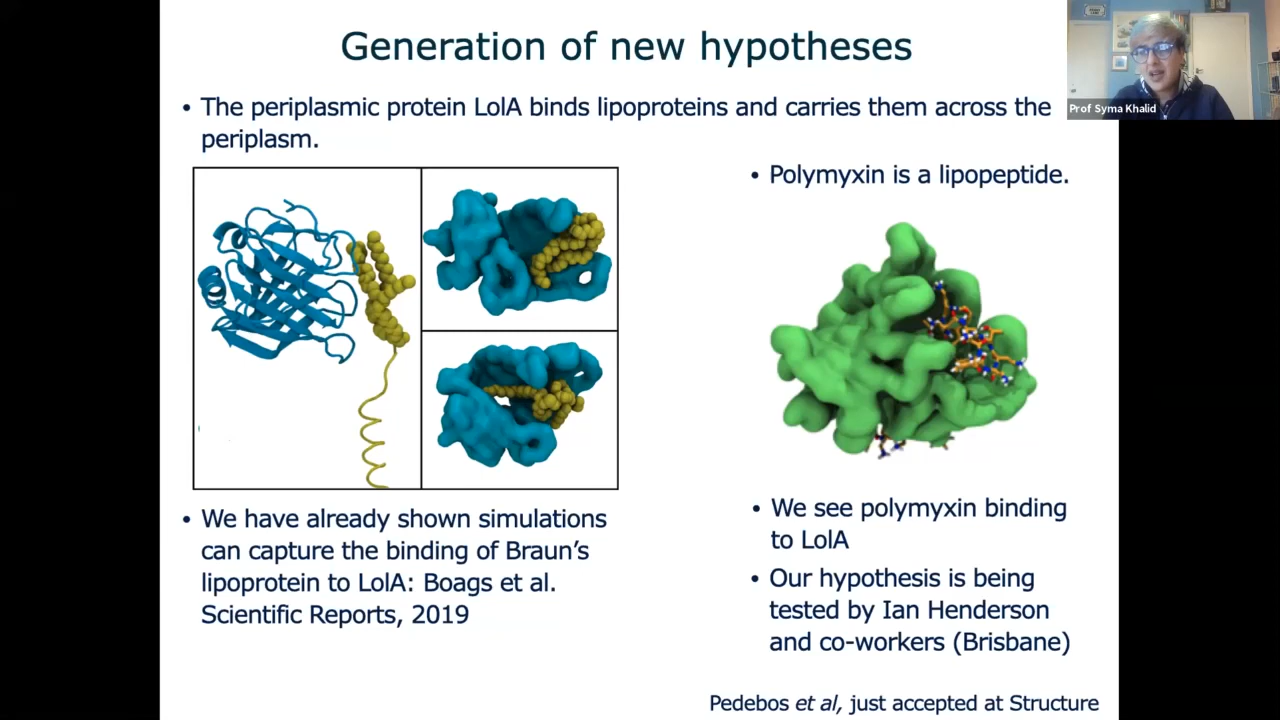 Generation of new hypotheses
Prof Syma Khalid
• The periplasmic protein LolA binds lipoproteins and carries them across the
periplasm.
• Polymyxin is a lipopeptide.
• We have already shown simulations
can capture the binding of Braun’s
lipoprotein to LolA: Boags et al.
Scientific Reports, 2019
• We see polymyxin binding
to LolA
• Our hypothesis is being
tested by Ian Henderson
and co-workers (Brisbane)
Pedebos et al, just accepted at Structure